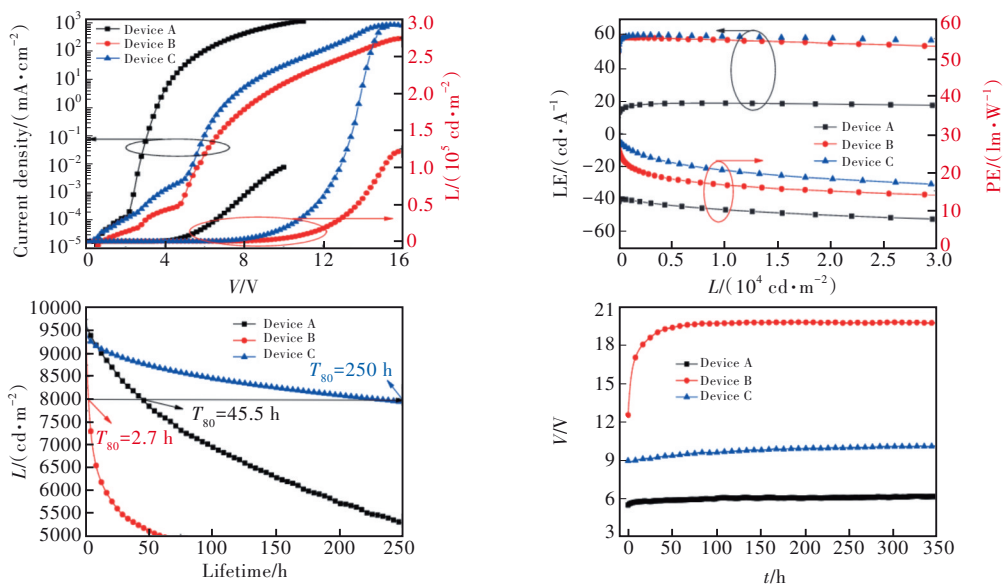 Current density/(mA·cm⁻²)
10³
10²
10¹
10⁰
10⁻¹
10⁻²
10⁻³
10⁻⁴
10⁻⁵
Device A
Device B
Device C
3.0
2.5
2.0
1.5
1.0
0.5
0
L/(10⁵ cd·m⁻²)
0 4 8 12 16
V/V
LE/(cd·A⁻¹)
60
40
20
0
−20
−40
−60
Device A
Device B
Device C
60
50
40
30
20
10
0
PE/(lm·W⁻¹)
0 0.5 1.0 1.5 2.0 2.5 3.0
L/(10⁴ cd·m⁻²)
L/(cd·m⁻²)
10000
9500
9000
8500
8000
7500
7000
6500
6000
5500
5000
Device A
Device B
Device C
T₈₀=250 h
T₈₀=45.5 h
T₈₀=2.7 h
0 50 100 150 200 250
Lifetime/h
V/V
21
18
15
12
9
6
3
Device A
Device B
Device C
0 50 100 150 200 250 300 350
t/h